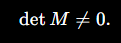 det M ≠ 0.